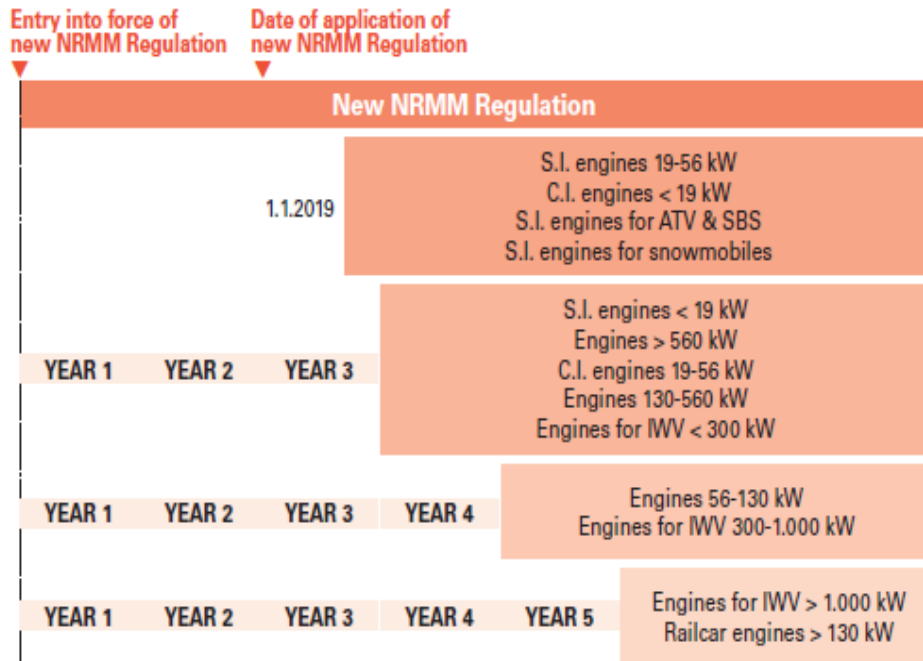 Entry into force of
new NRMM Regulation
Date of application of
new NRMM Regulation
New NRMM Regulation
1.1.2019
S.I. engines 19-56 kW
C.I. engines < 19 kW
S.I. engines for ATV & SBS
S.I. engines for snowmobiles
YEAR 1 YEAR 2 YEAR 3
S.I. engines < 19 kW
Engines > 560 kW
C.I. engines 19-56 kW
Engines 130-560 kW
Engines for IWV < 300 kW
YEAR 1 YEAR 2 YEAR 3 YEAR 4
Engines 56-130 kW
Engines for IWV 300-1.000 kW
YEAR 1 YEAR 2 YEAR 3 YEAR 4 YEAR 5
Engines for IWV > 1.000 kW
Railcar engines > 130 kW